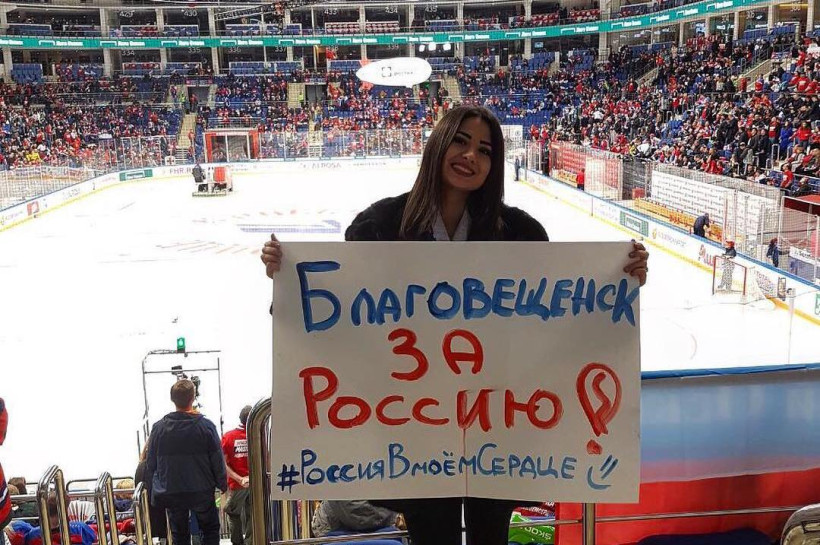 Благовещенск
ЗА
Россию!
#РоссияВмоёмСердце